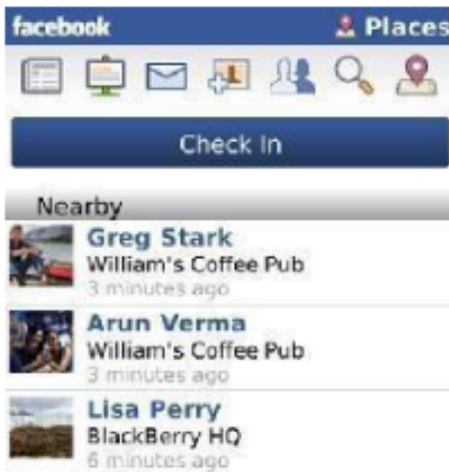 facebook Places
Check In
Nearby
Greg Stark
William's Coffee Pub
3 minutes ago
Arun Verma
William's Coffee Pub
3 minutes ago
Lisa Perry
BlackBerry HQ
6 minutes ago